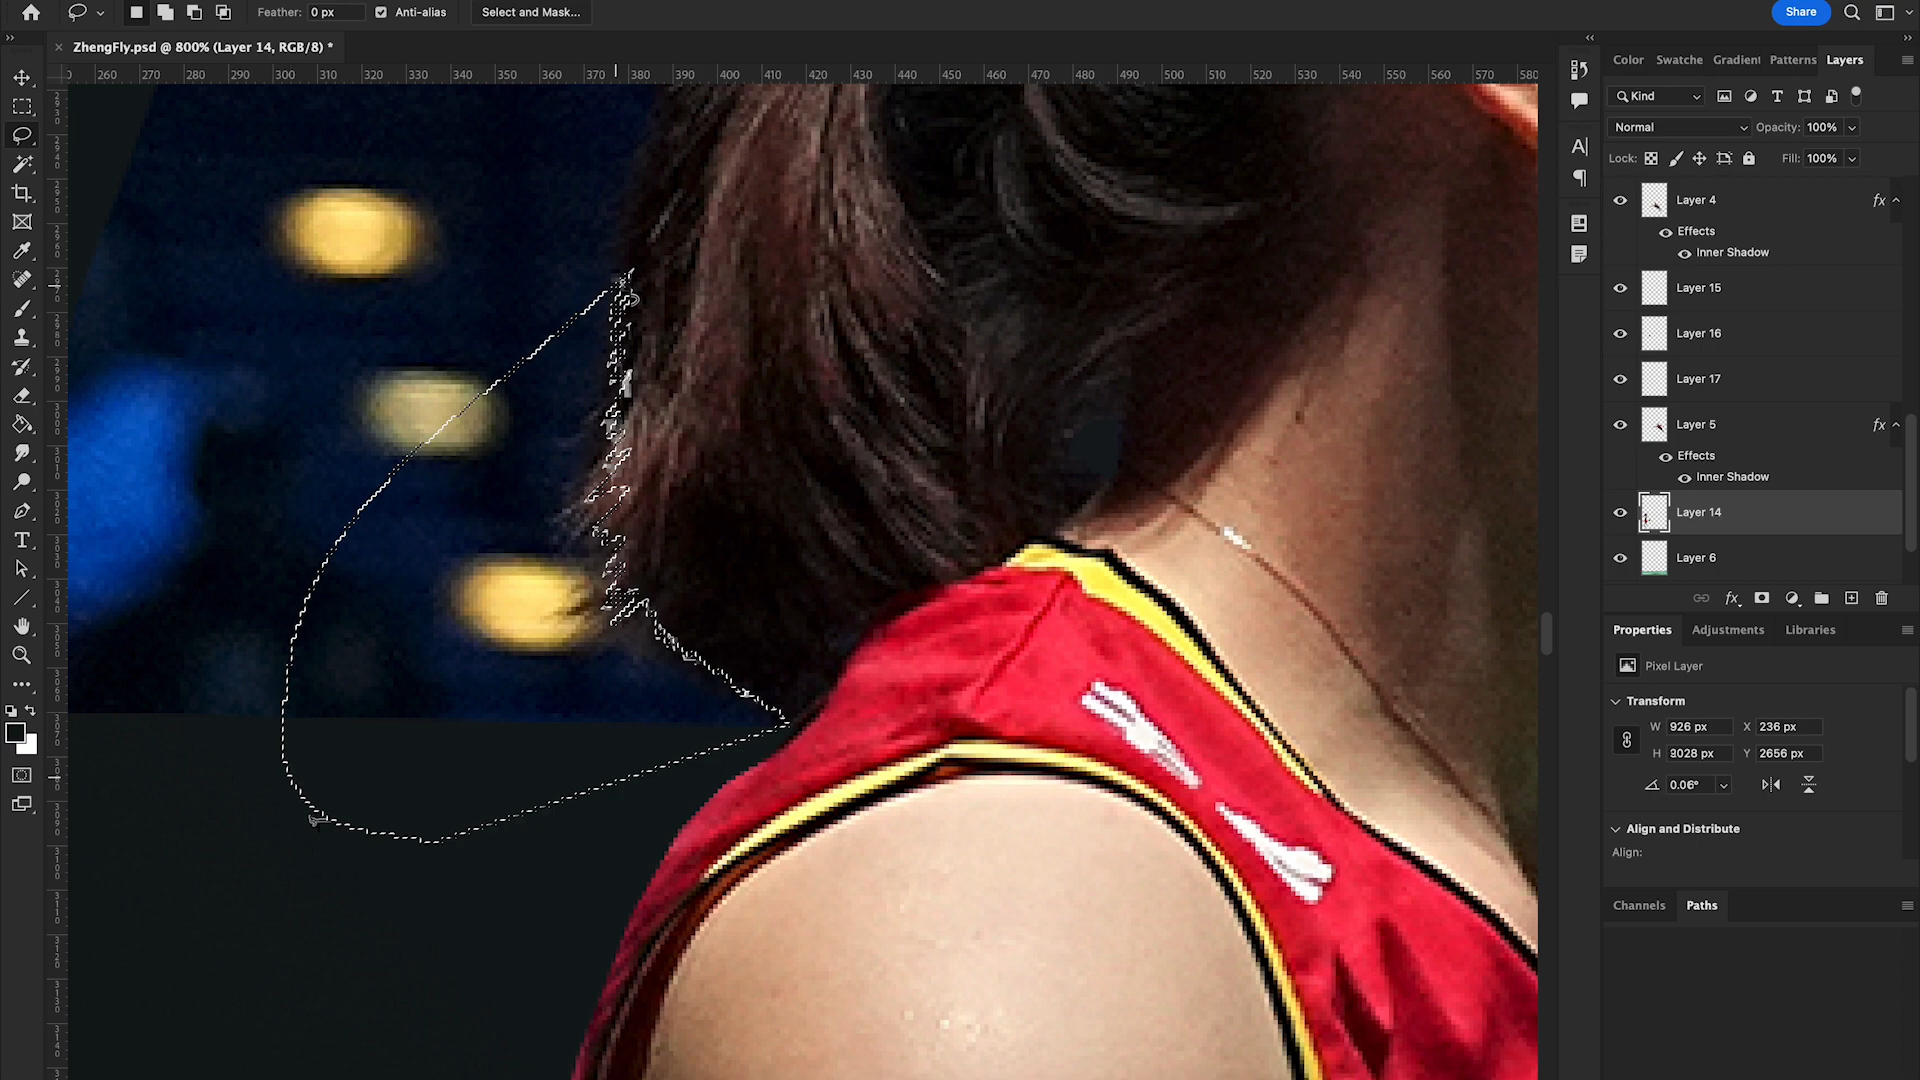 Feather: 0 px Anti-alias Select and Mask... Share
ZhengFly.psd @ 800% (Layer 14, RGB/8) *
260 270 280 290 300 310 320 330 340 350 360 370 380 390 400 410 420 430 440 450 460 470 480 490 500 510 520 530 540 550 560 570 580
Color Swatche Gradient Patterns Layers
Kind
Normal Opacity: 100%
Lock: Fill: 100%
Layer 4 fx
Effects
Inner Shadow
Layer 15
Layer 16
Layer 17
Layer 5 fx
Effects
Inner Shadow
Layer 14
Layer 6
fx
Properties Adjustments Libraries
Pixel Layer
Transform
W 926 px X 236 px
H 3028 px Y 2656 px
0.06°
Align and Distribute
Align:
Channels Paths